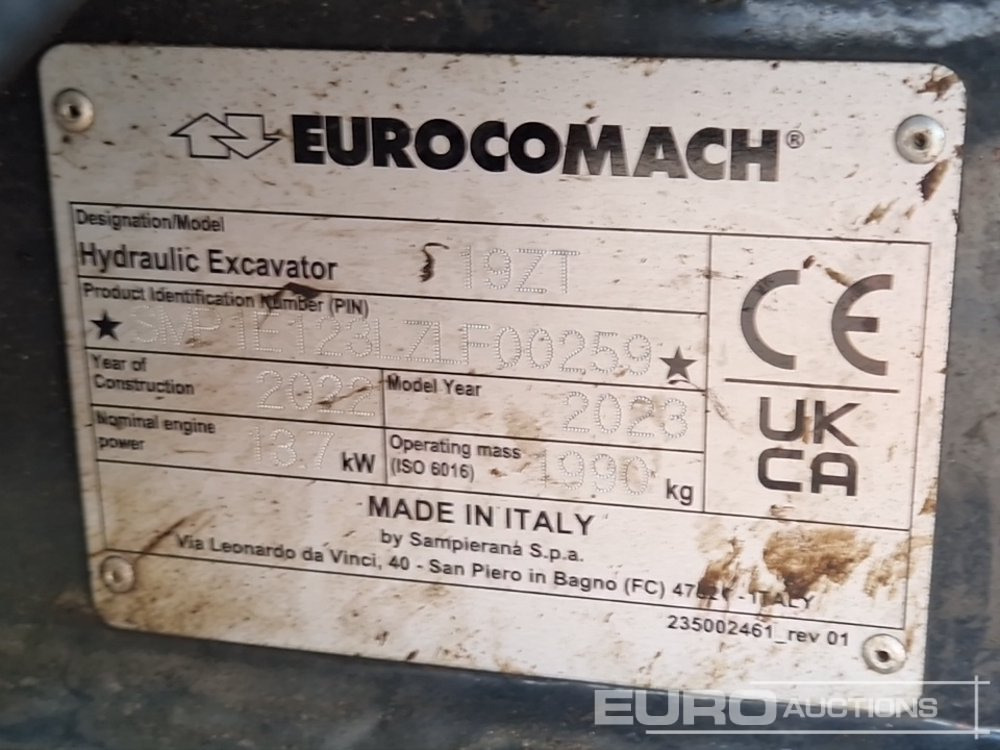 EUROCOMACH®
Designation/Model
Hydraulic Excavator 19ZT
Product Identification Number (PIN)
★ SMP1E123LZLF00259 ★
Year of Construction 2022
Model Year 2023
Nominal engine power 13.7 kW
Operating mass (ISO 6016) 1990 kg
CE
UK
CA
MADE IN ITALY
by Sampierana S.p.a.
Via Leonardo da Vinci, 40 - San Piero in Bagno (FC) - ITALY
235002461_rev 01
EURO AUCTIONS